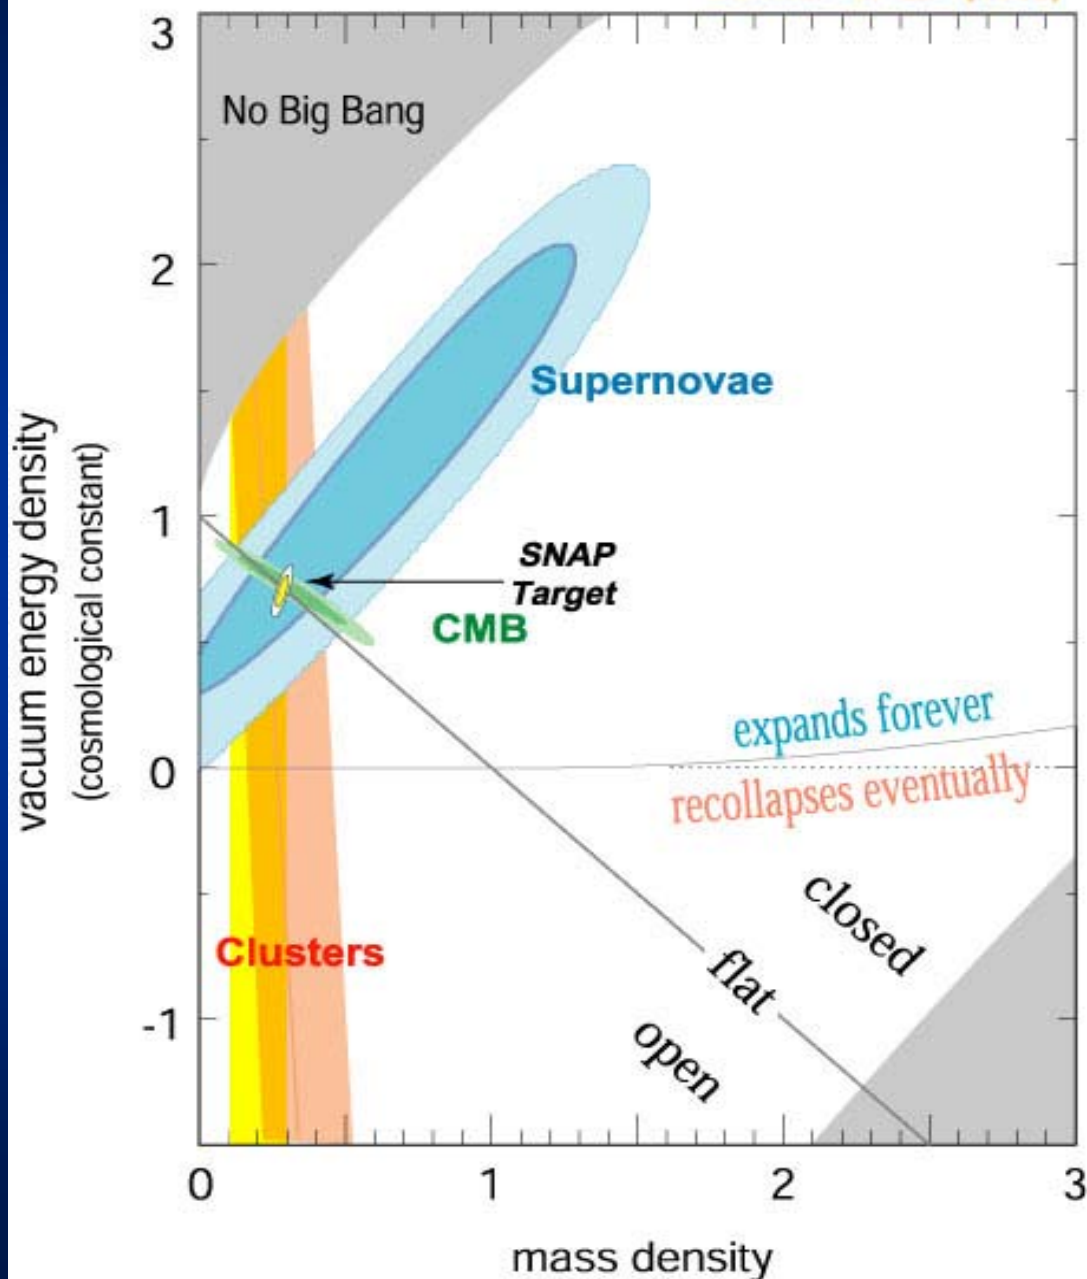 3
No Big Bang
2
Supernovae
vacuum energy density
(cosmological constant)
1
SNAP
Target
CMB
expands forever
0
recollapses eventually
closed
Clusters
flat
-1
open
0 1 2 3
mass density